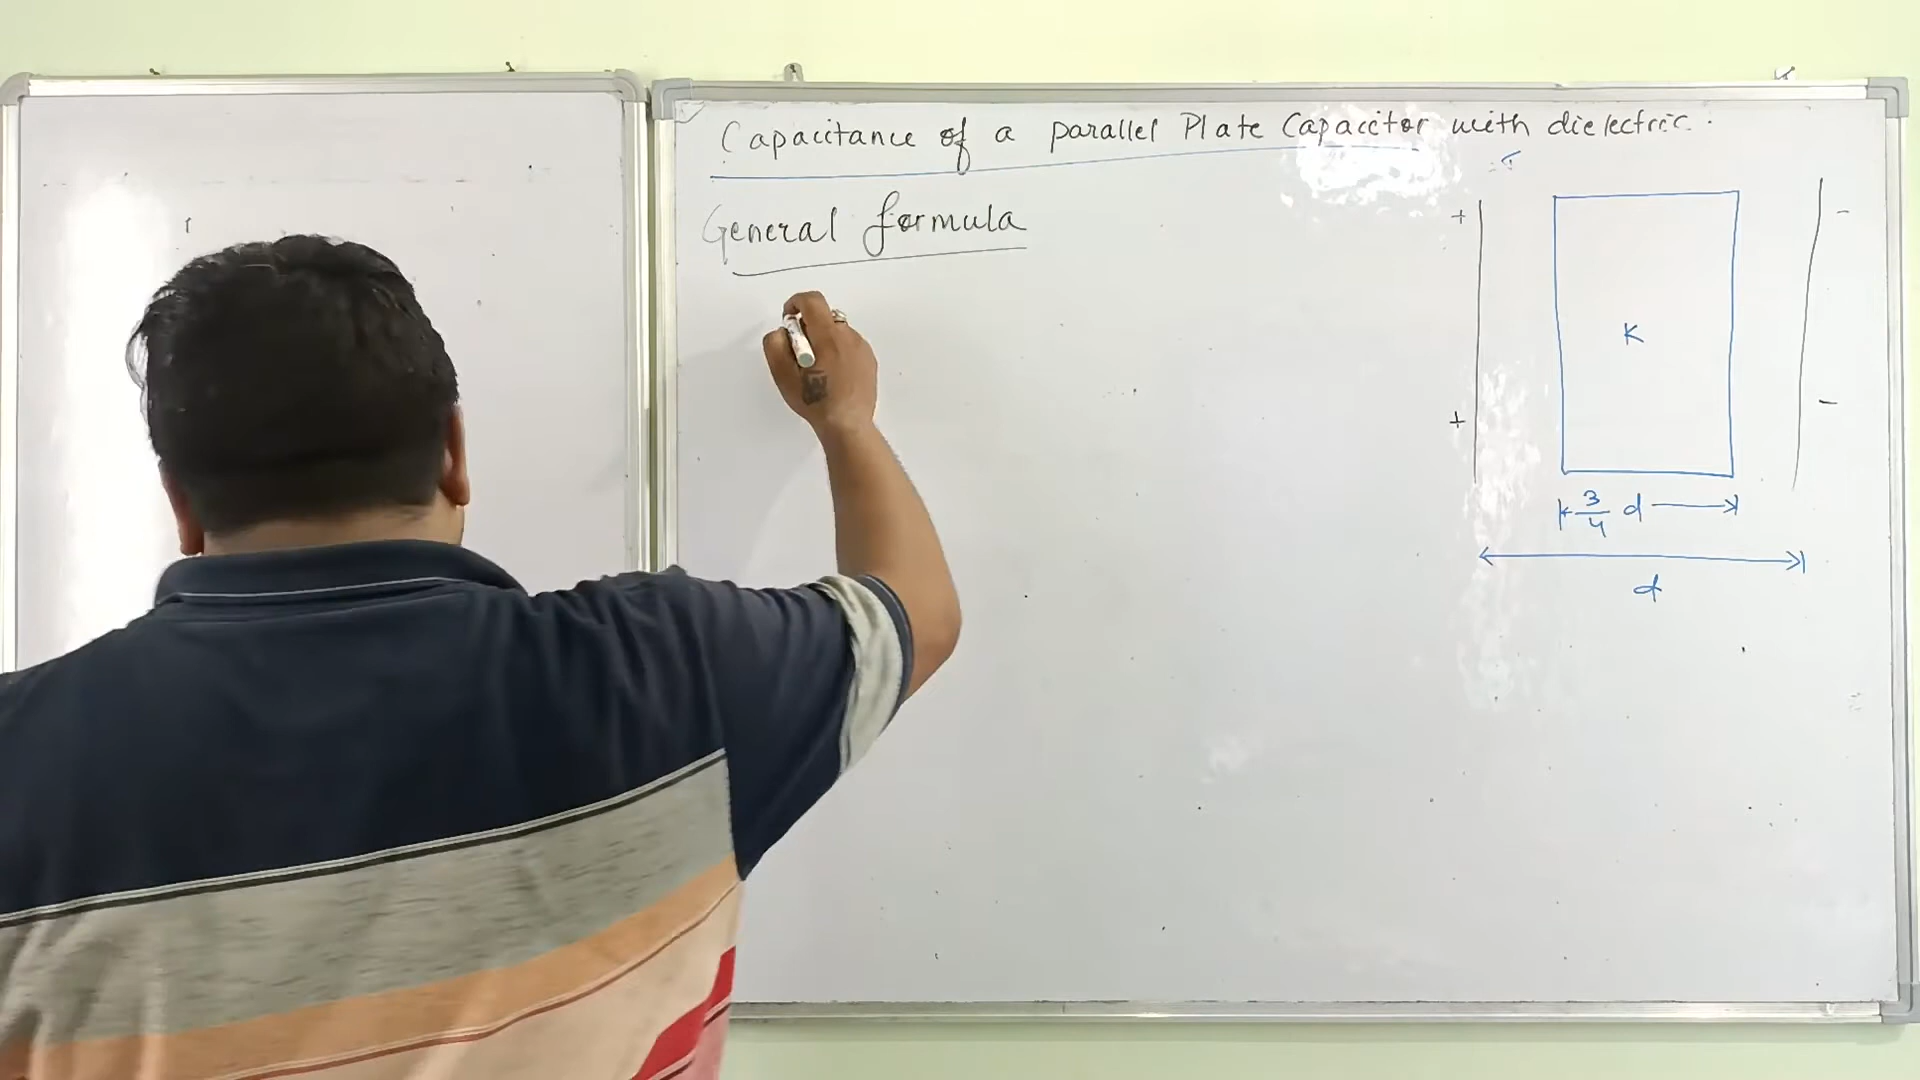 Capacitance of a parallel Plate Capacitor with dielectric.
General formula
+ -
K
+ -
3/4 d
d